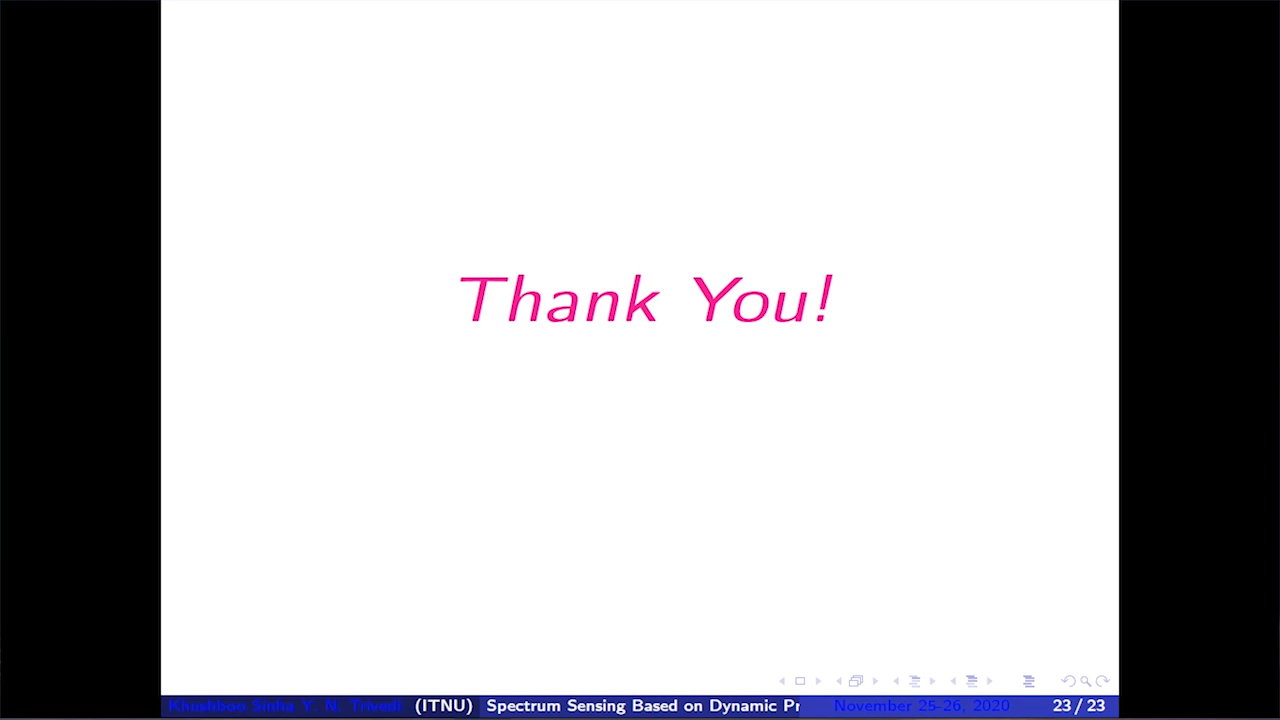 Thank You!
Khushboo Sinha Y. N. Trivedi (ITNU) Spectrum Sensing Based on Dynamic Pr November 25-26, 2020 23 / 23